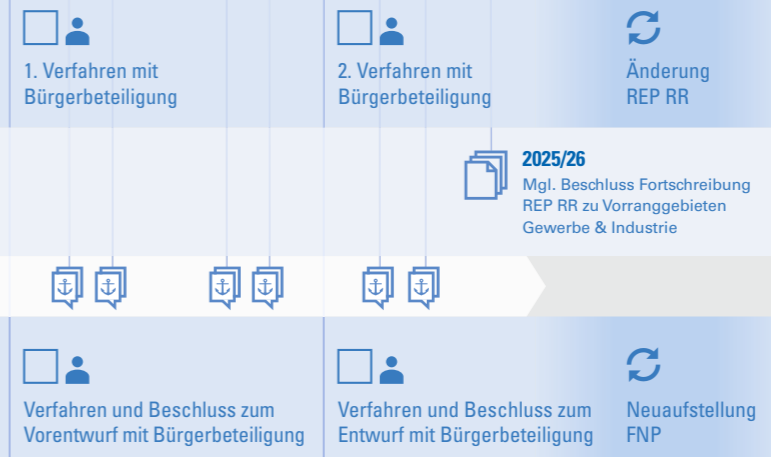 1. Verfahren mit
Bürgerbeteiligung
2. Verfahren mit
Bürgerbeteiligung
Änderung
REP RR
2025/26
Mgl. Beschluss Fortschreibung
REP RR zu Vorranggebieten
Gewerbe & Industrie
Verfahren und Beschluss zum
Vorentwurf mit Bürgerbeteiligung
Verfahren und Beschluss zum
Entwurf mit Bürgerbeteiligung
Neuaufstellung
FNP